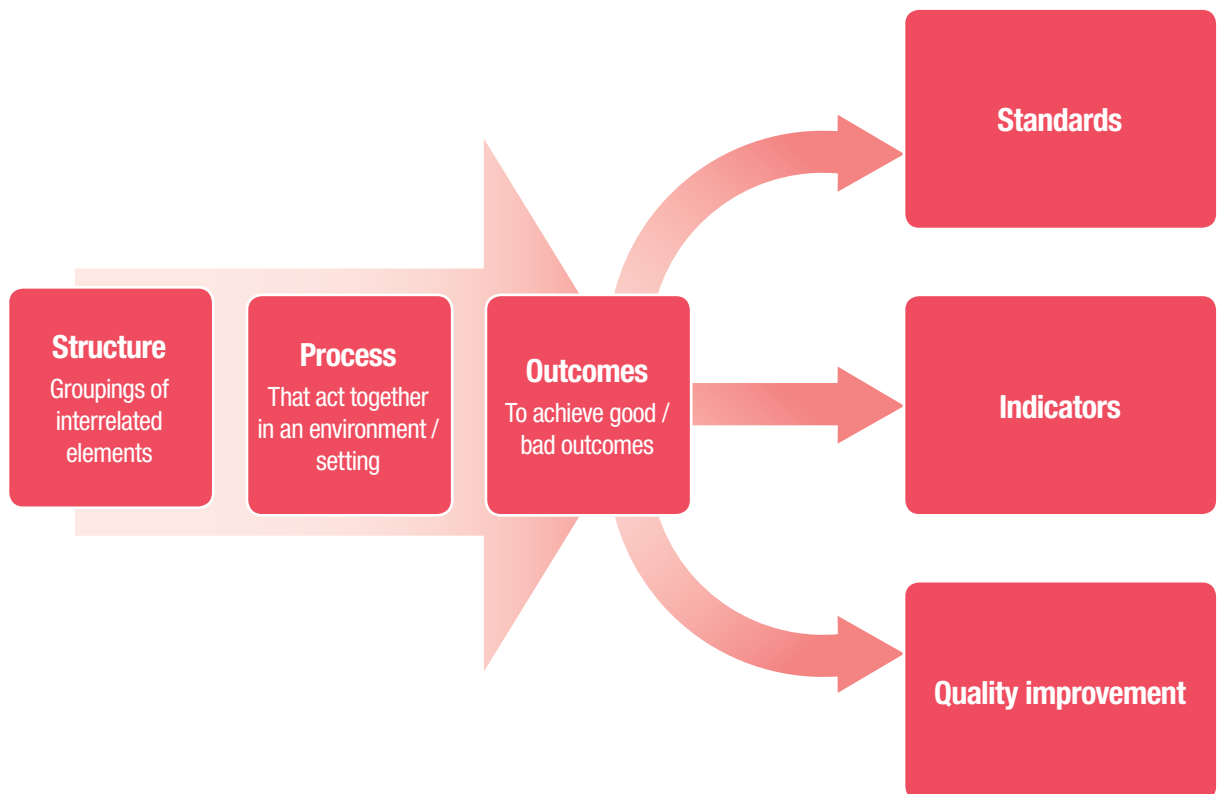 Structure
Groupings of
interrelated
elements
Process
That act together
in an environment /
setting
Outcomes
To achieve good /
bad outcomes
Standards
Indicators
Quality improvement